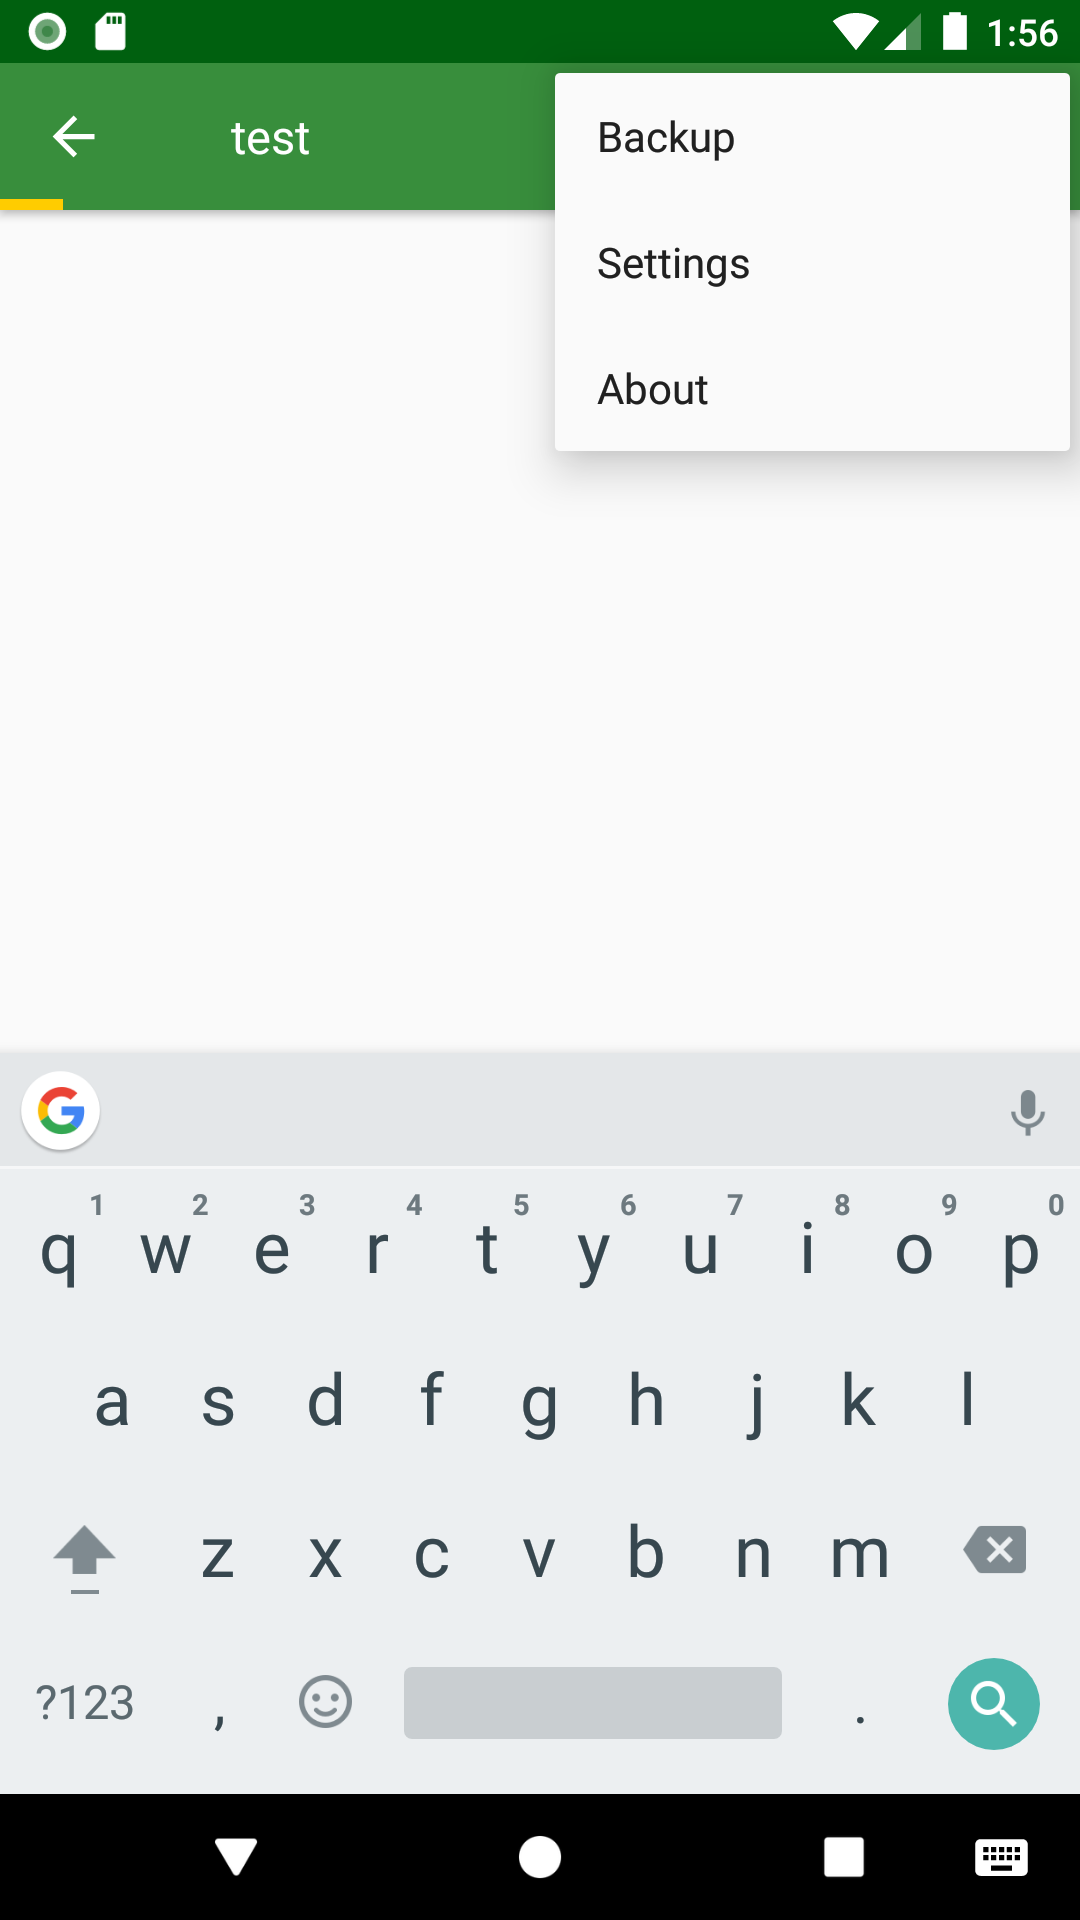 1:56
test
Backup
Settings
About
1 2 3 4 5 6 7 8 9 0
q w e r t y u i o p
a s d f g h j k l
z x c v b n m
?123 , .